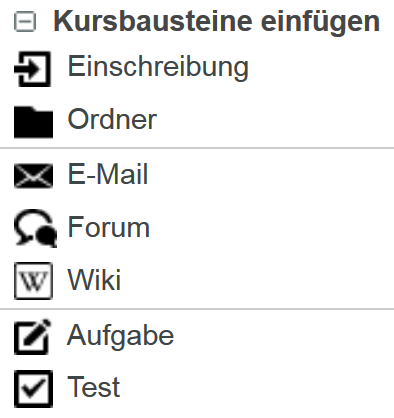 Kursbausteine einfügen
Einschreibung
Ordner
E-Mail
Forum
W Wiki
Aufgabe
Test